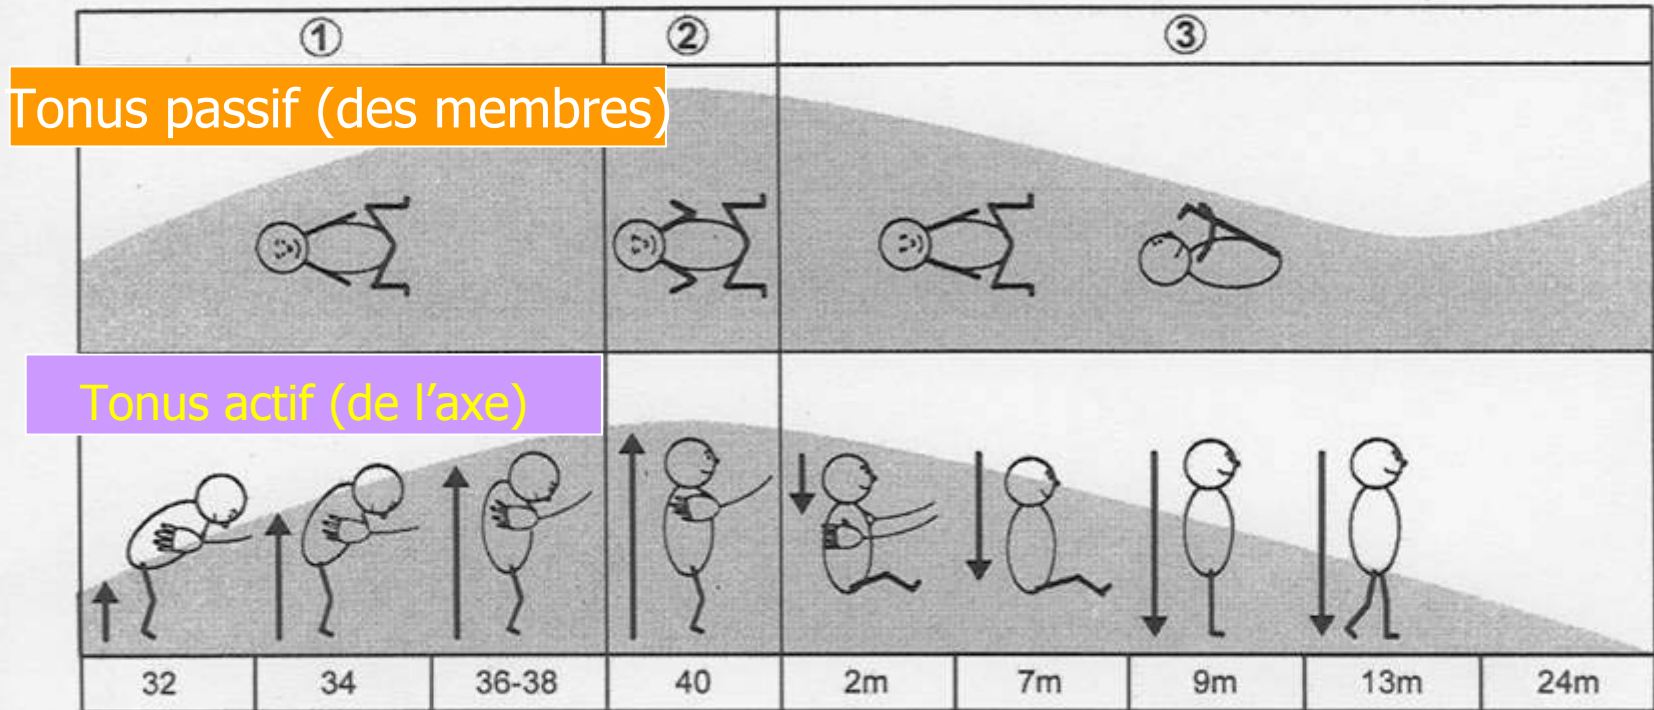 ① ② ③
Tonus passif (des membres)
Tonus actif (de l’axe)
32 34 36-38 40 2m 7m 9m 13m 24m